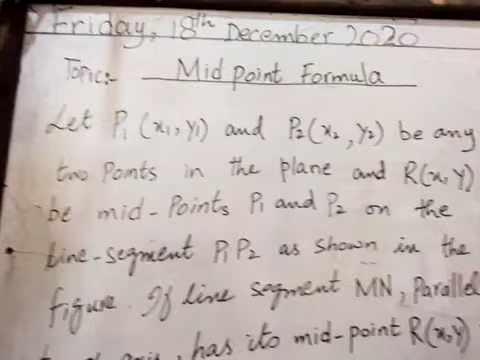 Friday, 18th December 2020
Topic:- Mid point Formula
Let P1 (x1, y1) and P2(x2, y2) be any
two Points in the plane and R(x, y)
be mid-Points P1 and P2 on the
Line-segment P1P2 as shown in the
figure. If line segment MN, Parallel
axis, has its mid-point R(x, y)